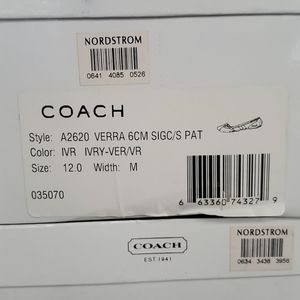 NORDSTROM
0641 4085 0526
COACH
Style: A2620 VERRA 6CM SIGC/S PAT
Color: IVR IVRY-VER/VR
Size: 12.0 Width: M
035070
6 63360 74327 9
COACH
EST. 1941
NORDSTROM
0634 3436 3956